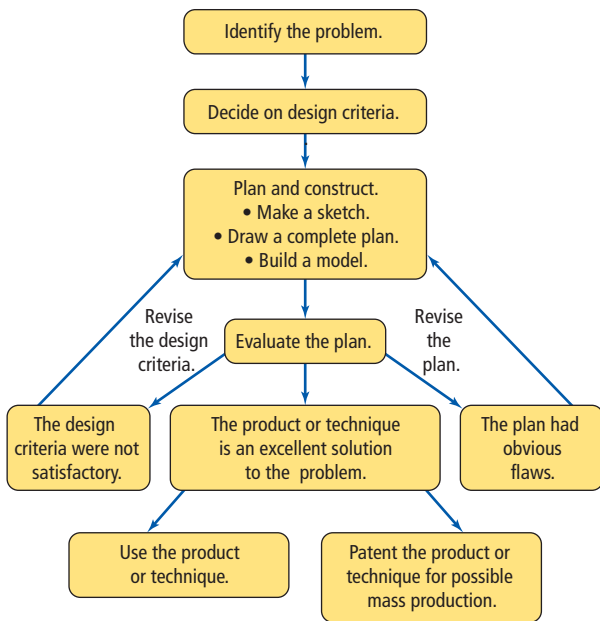 Identify the problem.
Decide on design criteria.
Plan and construct.
• Make a sketch.
• Draw a complete plan.
• Build a model.
Revise
the design
criteria.
Evaluate the plan.
Revise
the
plan.
The design
criteria were not
satisfactory.
The product or technique
is an excellent solution
to the problem.
The plan had
obvious
flaws.
Use the product
or technique.
Patent the product or
technique for possible
mass production.